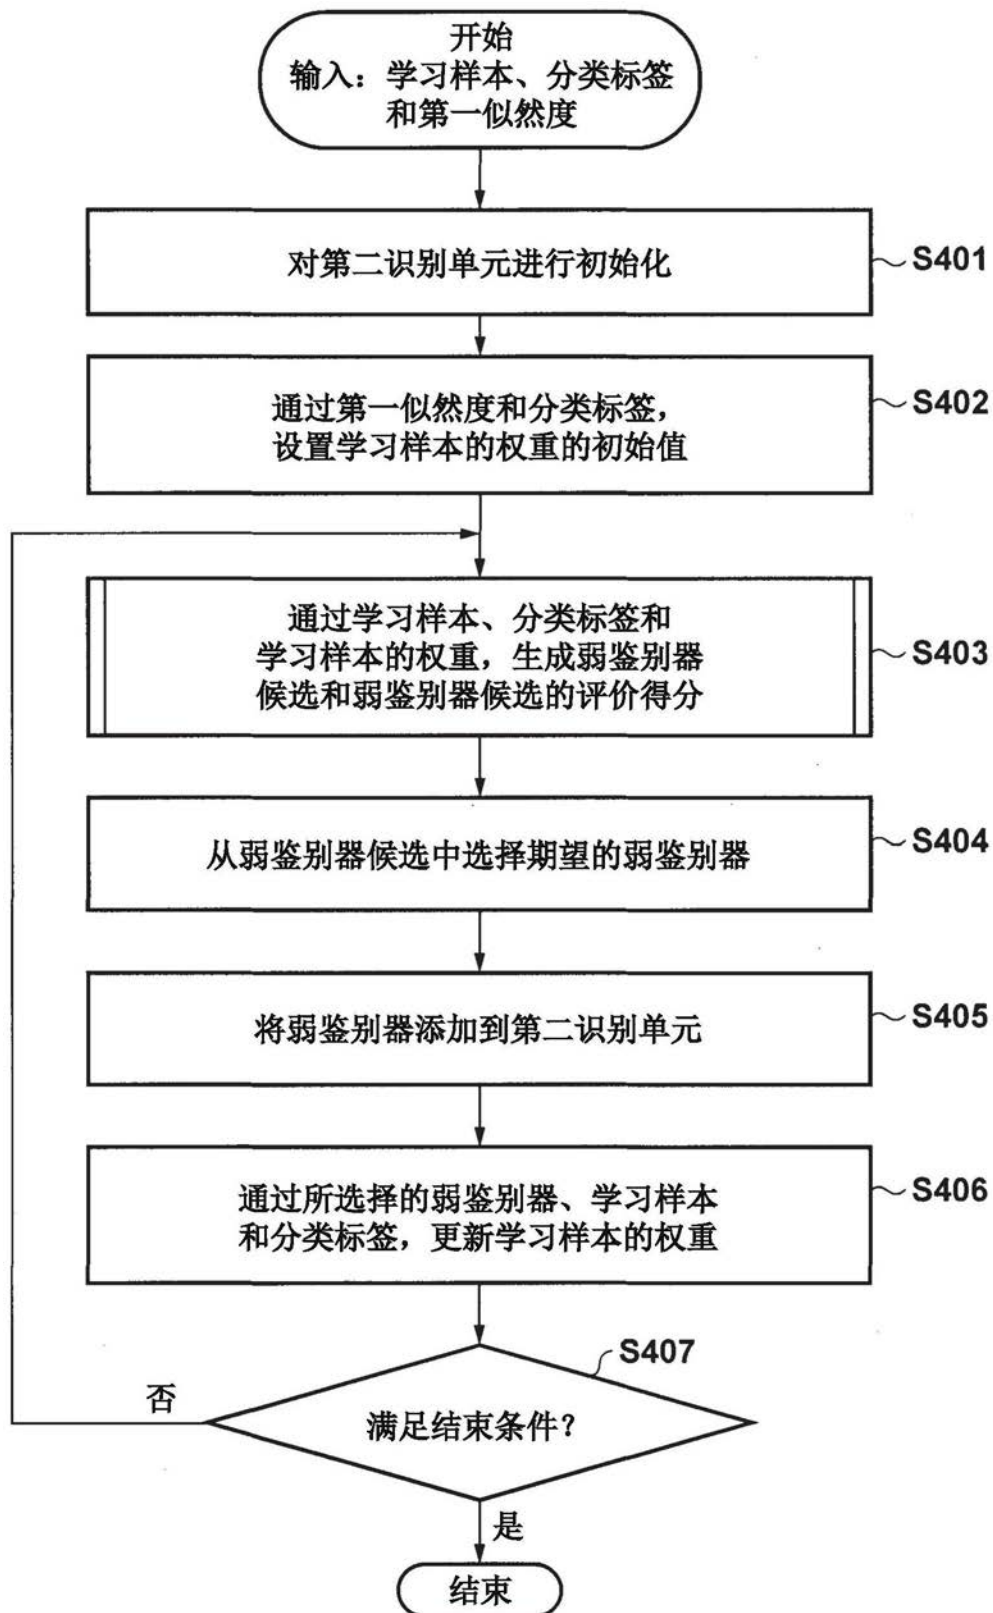 开始
输入：学习样本、分类标签
和第一似然度
对第二识别单元进行初始化
S401
通过第一似然度和分类标签，
设置学习样本的权重的初始值
S402
通过学习样本、分类标签和
学习样本的权重，生成弱鉴别器
候选和弱鉴别器候选的评价得分
S403
从弱鉴别器候选中选择期望的弱鉴别器
S404
将弱鉴别器添加到第二识别单元
S405
通过所选择的弱鉴别器、学习样本
和分类标签，更新学习样本的权重
S406
S407
满足结束条件？
否
是
结束